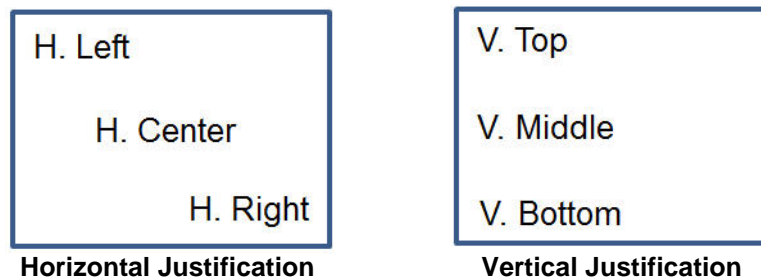 H. Left
H. Center
H. Right
Horizontal Justification
V. Top
V. Middle
V. Bottom
Vertical Justification